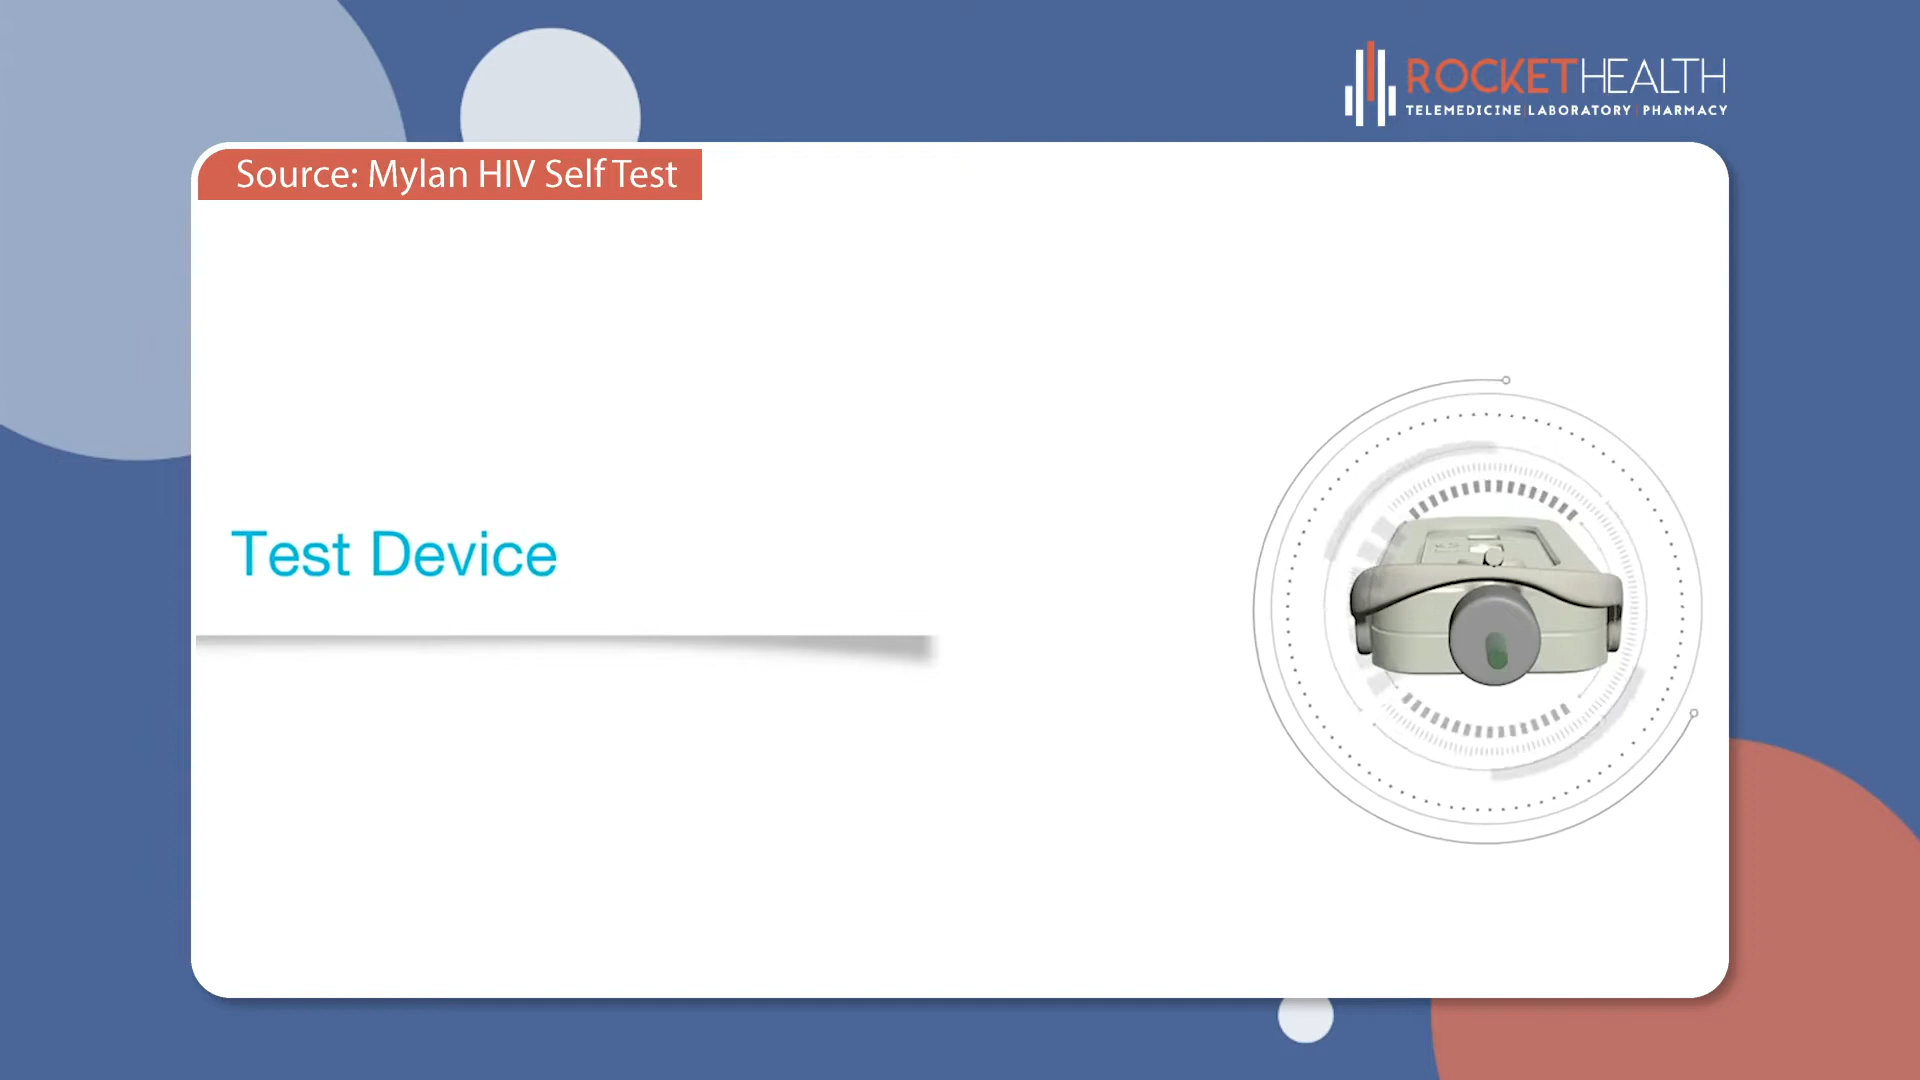 ROCKETHEALTH
TELEMEDICINE LABORATORY PHARMACY
Source: Mylan HIV Self Test
Test Device